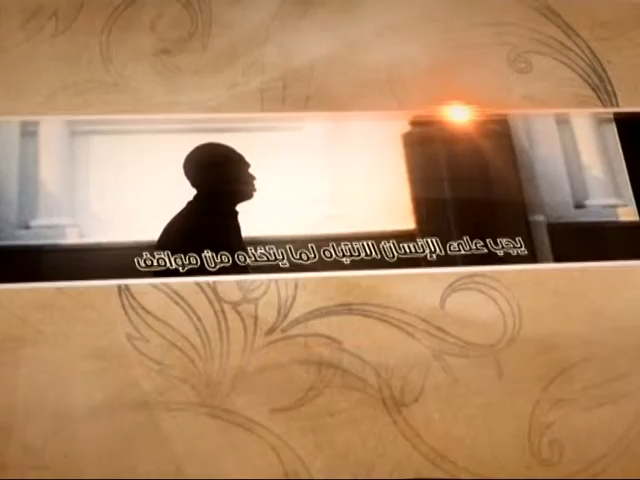 يجب على الإنسان الانتباه لما يتخذه من مواقف